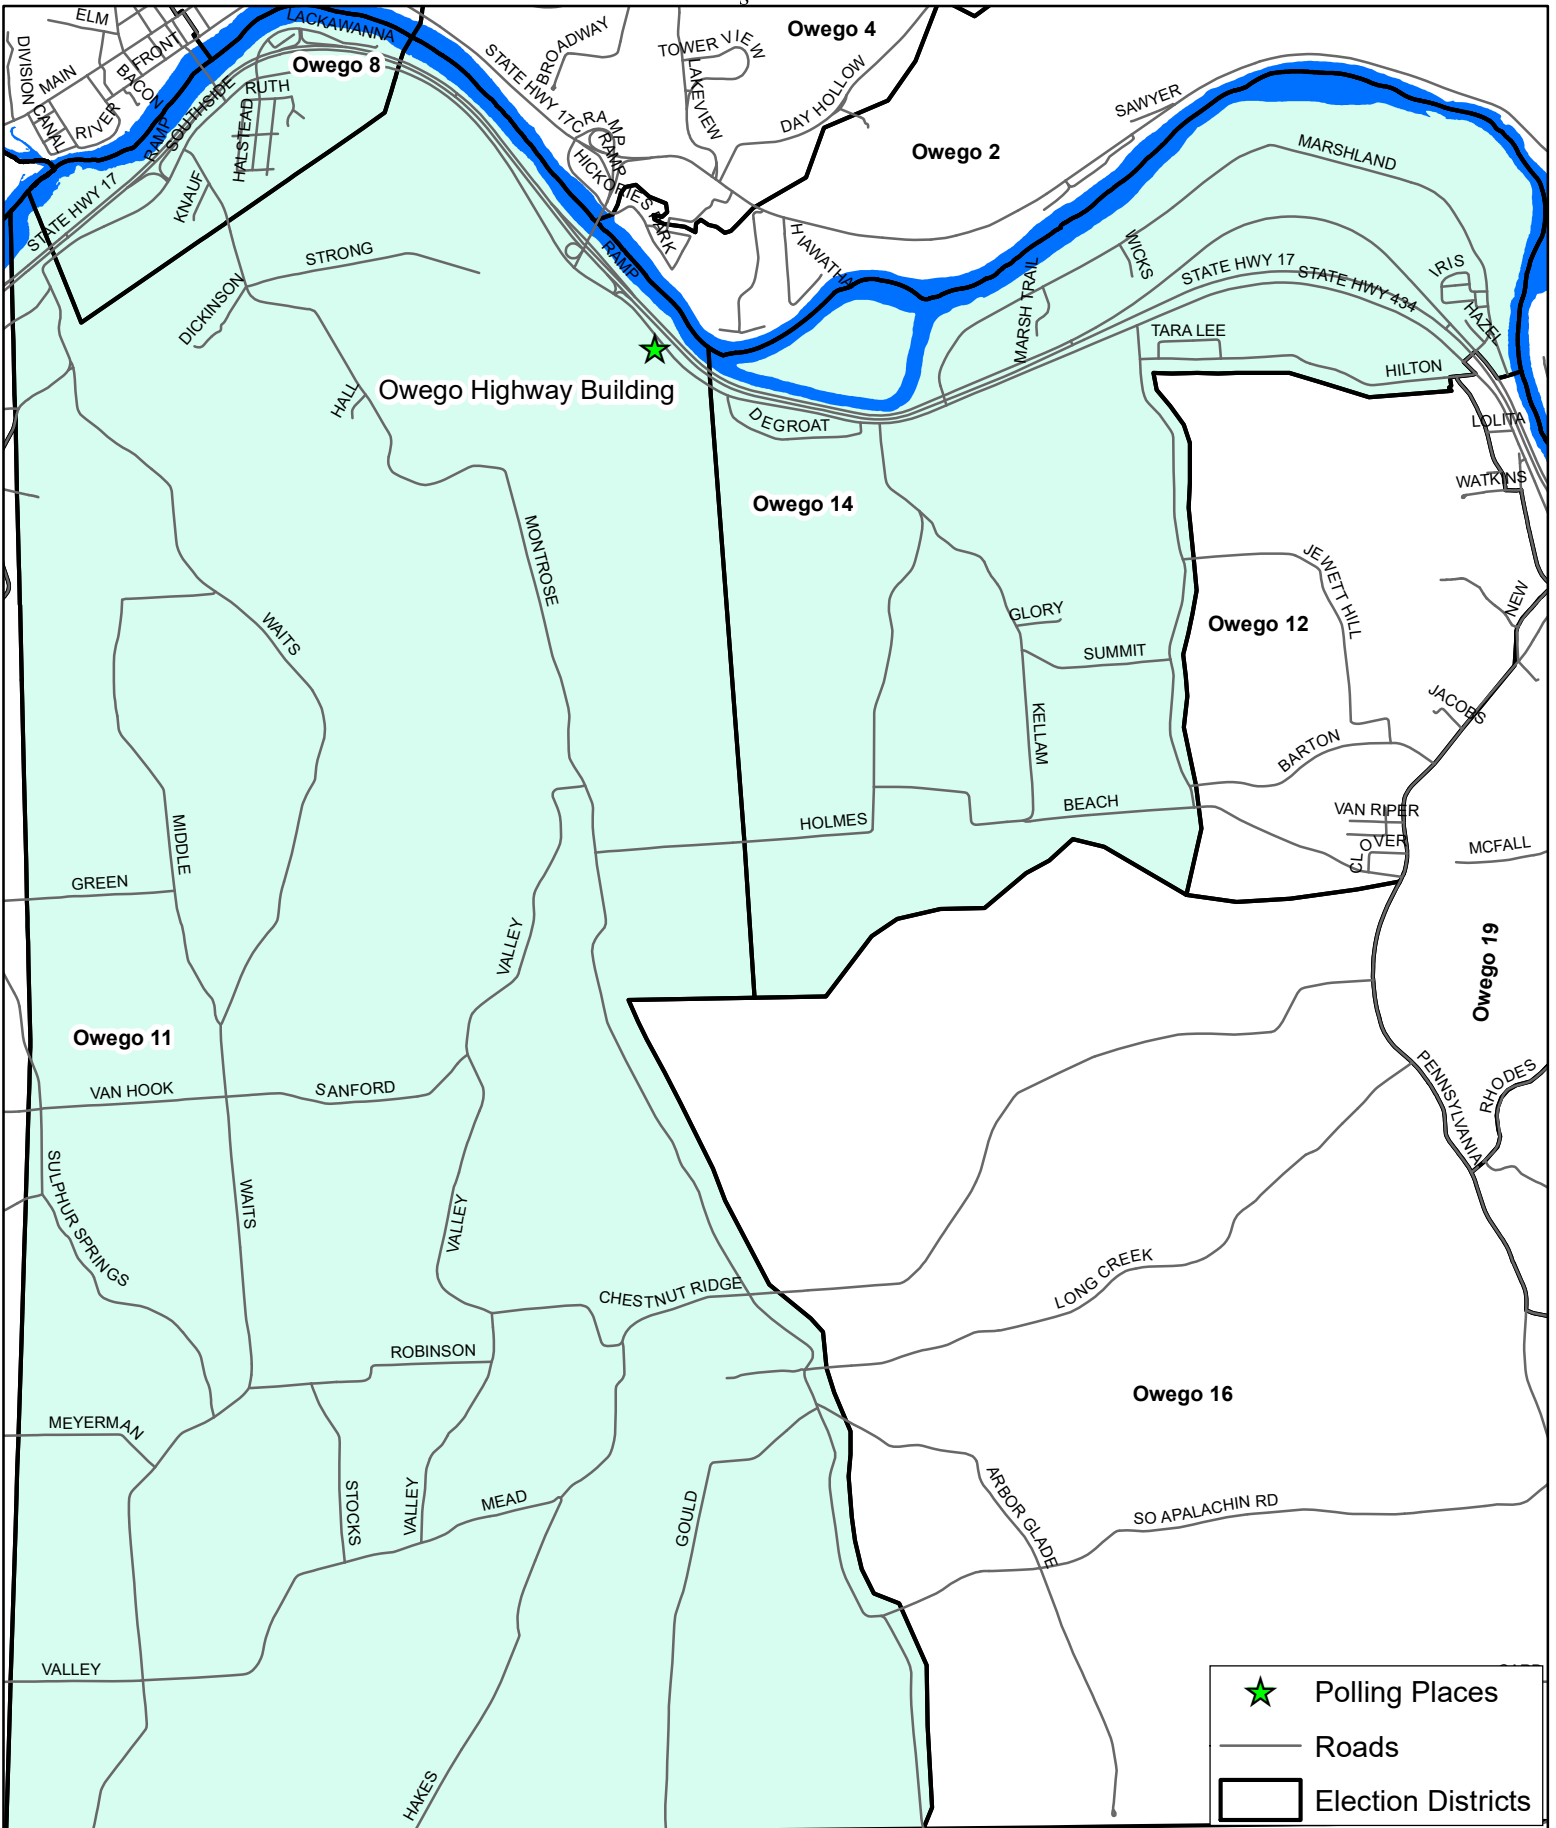 S
ELM
LACKAWANNA
Owego 4
BROADWAY
TOWER VIEW
DIVISION
MAIN
FRONT
STATE HWY 17C
Owego 8
LAKEVIEW
BACON
RUTH
DAY HOLLOW
SAWYER
CANAL
RIVER
RAMP
SOUTHSIDE
HALSTEAD
RAMP
RAMP
HICKORIES PARK
Owego 2
MARSHLAND
KNAUF
STATE HWY 17
STRONG
RAMP
HIAWATHA
WICKS
STATE HWY 17
STATE HWY 434
IRIS
DICKINSON
MARSH TRAIL
TARA LEE
HAZEL
HILTON
Owego Highway Building
HALL
DEGROAT
LOLITA
WATKINS
Owego 14
MONTROSE
JEWETT HILL
GLORY
NEW
Owego 12
WAITS
SUMMIT
KELLAM
JACOBS
BARTON
BEACH
VAN RIPER
HOLMES
MIDDLE
CLOVER
MCFALL
GREEN
VALLEY
Owego 19
Owego 11
VAN HOOK
SANFORD
PENNSYLVANIA
RHODES
SULPHUR SPRINGS
WAITS
VALLEY
LONG CREEK
CHESTNUT RIDGE
ROBINSON
Owego 16
MEYERMAN
STOCKS
VALLEY
MEAD
GOULD
ARBOR GLADE
SO APALACHIN RD
VALLEY
HAKES
Polling Places
Roads
Election Districts